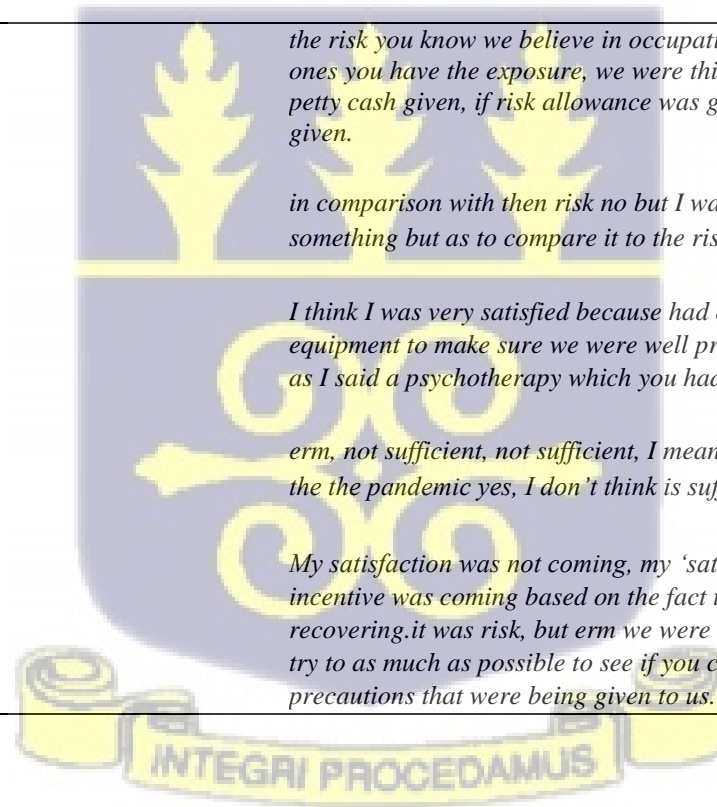 the risk you know we believe in occupati
ones you have the exposure, we were thi
petty cash given, if risk allowance was g
given.
in comparison with then risk no but I wa
something but as to compare it to the ris
I think I was very satisfied because had
equipment to make sure we were well pr
as I said a psychotherapy which you had
erm, not sufficient, not sufficient, I mean
the the pandemic yes, I don't think is suf
My satisfaction was not coming, my 'sat
incentive was coming based on the fact t
recovering.it was risk, but erm we were
try to as much as possible to see if you c
precautions that were being given to us.
INTEGRI PROCEDAMUS